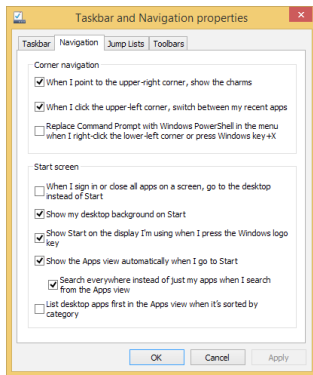 Taskbar and Navigation properties
Taskbar Navigation Jump Lists Toolbars
Corner navigation
When I point to the upper-right corner, show the charms
When I click the upper-left corner, switch between my recent apps
Replace Command Prompt with Windows PowerShell in the menu
when I right-click the lower-left corner or press Windows key+X
Start screen
When I sign in or close all apps on a screen, go to the desktop
instead of Start
Show my desktop background on Start
Show Start on the display I'm using when I press the Windows logo
key
Show the Apps view automatically when I go to Start
Search everywhere instead of just my apps when I search
from the Apps view
List desktop apps first in the Apps view when it's sorted by
category
OK Cancel Apply